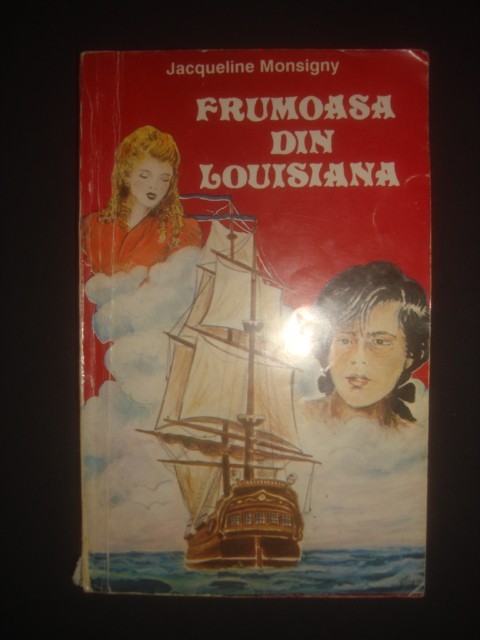 Jacqueline Monsigny
FRUMOASA
DIN
LOUISIANA